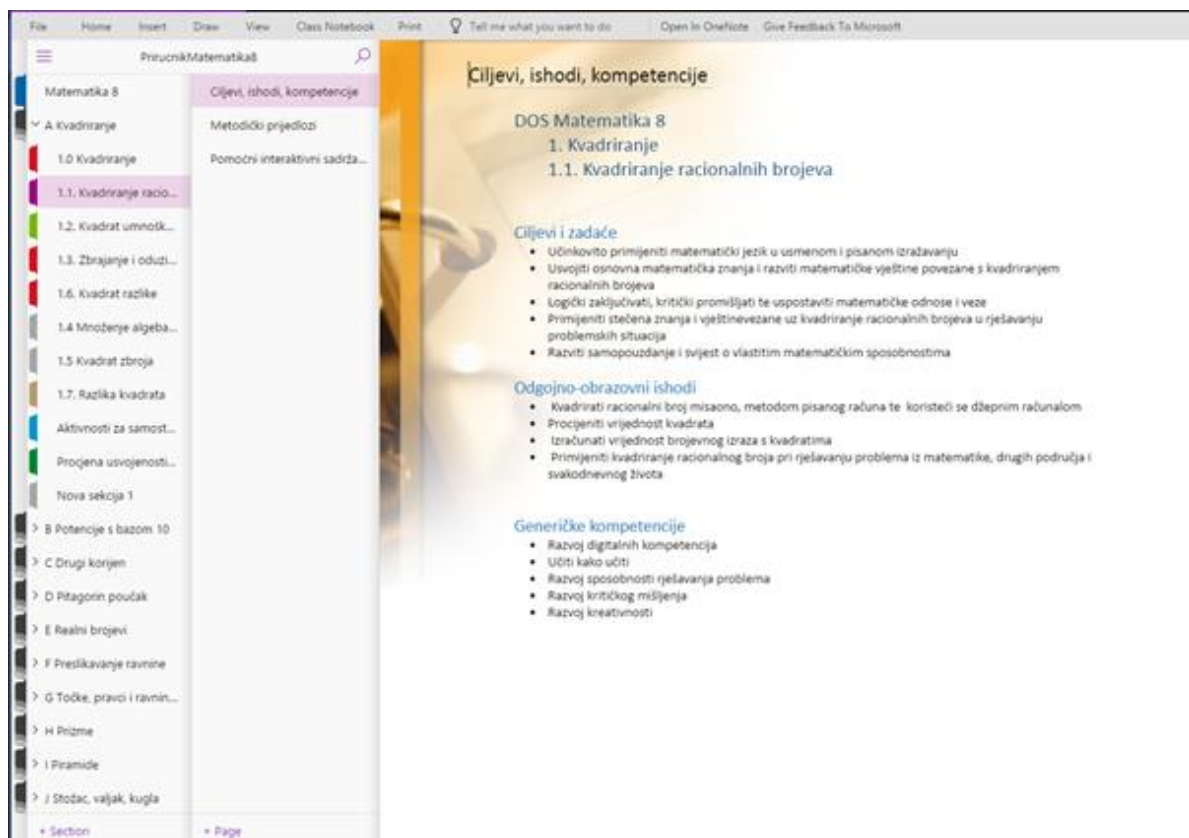 File Home Insert Draw View Class Notebook Print Tell me what you want to do Open In OneNote Give Feedback To Microsoft
PrirucnikMatematika8
Matematika 8
A Kvadriranje
1.0 Kvadriranje
1.1. Kvadriranje racio...
1.2. Kvadrat umnošk...
1.3. Zbrajanje i oduzi...
1.6. Kvadrat razlike
1.4 Množenje algeba...
1.5 Kvadrat zbroja
1.7. Razlika kvadrata
Aktivnosti za samost...
Procjena usvojenosti...
Nova sekcija 1
B Potencije s bazom 10
C Drugi korijen
D Pitagorin poučak
E Realni brojevi
F Preslikavanje ravnine
G Točke, pravci i ravnin...
H Prizme
I Piramide
J Stožac, valjak, kugla
+ Section
Ciljevi, ishodi, kompetencije
Metodički prijedlozi
Pomoćni interaktivni sadrža...
+ Page
Ciljevi, ishodi, kompetencije
DOS Matematika 8
1. Kvadriranje
1.1. Kvadriranje racionalnih brojeva
Ciljevi i zadaće
• Učinkovito primijeniti matematički jezik u usmenom i pisanom izražavanju
• Usvojiti osnovna matematička znanja i razviti matematičke vještine povezane s kvadriranjem
racionalnih brojeva
• Logički zaključivati, kritički promišljati te uspostaviti matematičke odnose i veze
• Primijeniti stečena znanja i vještinevezane uz kvadriranje racionalnih brojeva u rješavanju
problemskih situacija
• Razviti samopouzdanje i svijest o vlastitim matematičkim sposobnostima
Odgojno-obrazovni ishodi
• Kvadrirati racionalni broj misaono, metodom pisanog računa te koristeći se džepnim računalom
• Procijeniti vrijednost kvadrata
• Izračunati vrijednost brojevnog izraza s kvadratima
• Primijeniti kvadriranje racionalnog broja pri rješavanju problema iz matematike, drugih područja i
svakodnevnog života
Generičke kompetencije
• Razvoj digitalnih kompetencija
• Učiti kako učiti
• Razvoj sposobnosti rješavanja problema
• Razvoj kritičkog mišljenja
• Razvoj kreativnosti